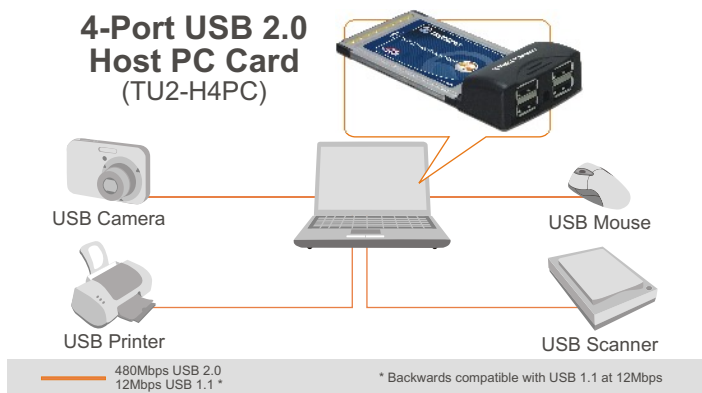 4-Port USB 2.0
Host PC Card
(TU2-H4PC)
USB Camera
USB Mouse
USB Printer
USB Scanner
480Mbps USB 2.0
12Mbps USB 1.1 *
* Backwards compatible with USB 1.1 at 12Mbps